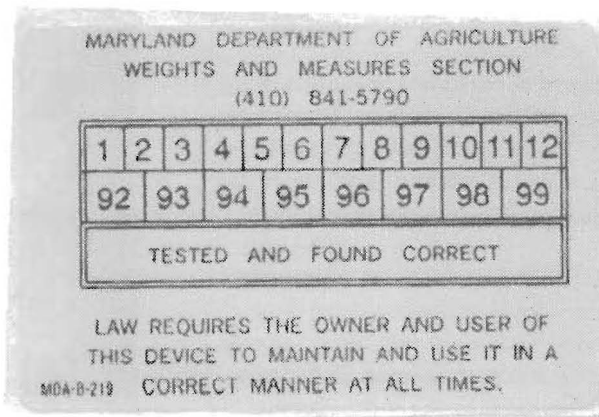 MARYLAND DEPARTMENT OF AGRICULTURE
WEIGHTS AND MEASURES SECTION
(410) 841-5790
1 2 3 4 5 6 7 8 9 10 11 12
92 93 94 95 96 97 98 99
TESTED AND FOUND CORRECT
LAW REQUIRES THE OWNER AND USER OF
THIS DEVICE TO MAINTAIN AND USE IT IN A
MDA-B-219 CORRECT MANNER AT ALL TIMES.